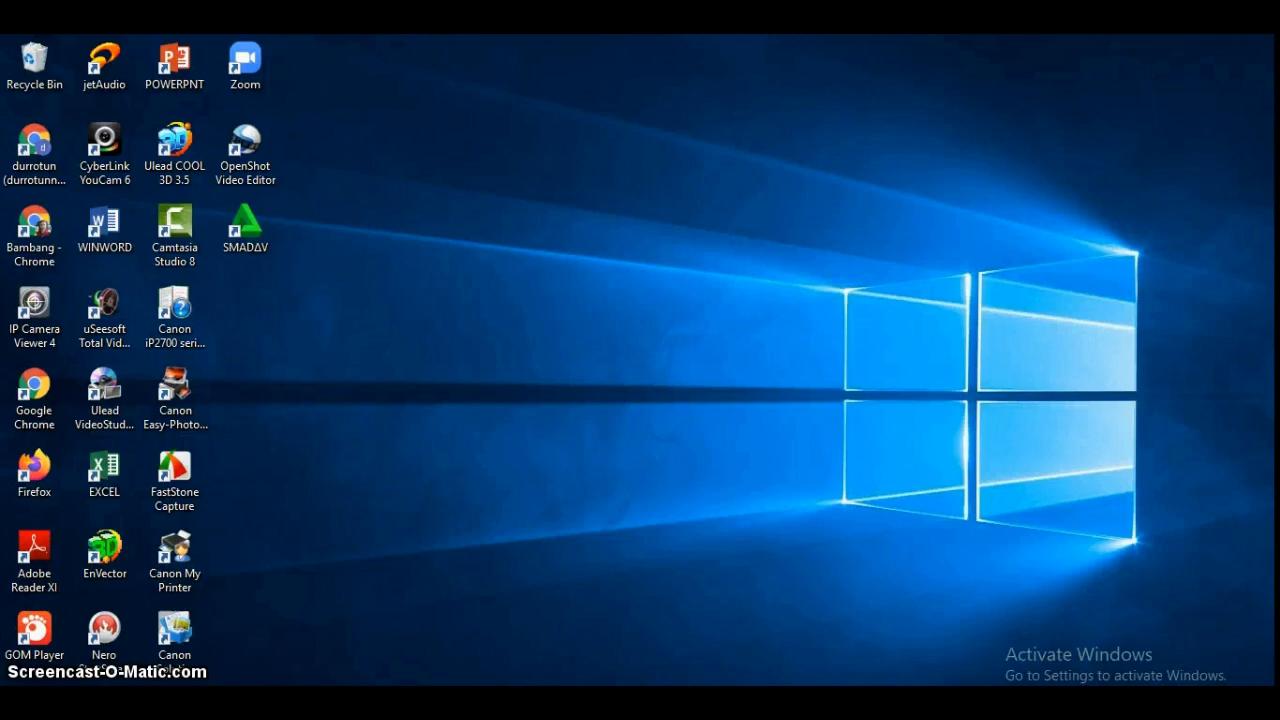 Recycle Bin
jetAudio
POWERPNT
Zoom
durrotun
(durrotunn...
CyberLink
YouCam 6
Ulead COOL
3D 3.5
OpenShot
Video Editor
Bambang -
Chrome
WINWORD
Camtasia
Studio 8
SMADΔV
IP Camera
Viewer 4
uSeesoft
Total Vid...
Canon
iP2700 seri...
Google
Chrome
Ulead
VideoStud...
Canon
Easy-Photo...
Firefox
EXCEL
FastStone
Capture
Adobe
Reader XI
EnVector
Canon My
Printer
GOM Player
Nero
Canon
Screencast-O-Matic.com
Activate Windows
Go to Settings to activate Windows.